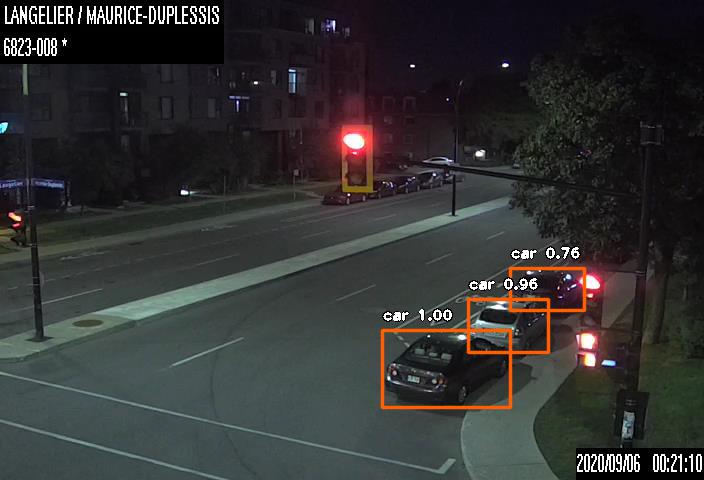 LANGELIER / MAURICE-DUPLESSIS
6823-008 *
Langelier
car 0.76
car 0.96
car 1.00
2020/09/06 00:21:10